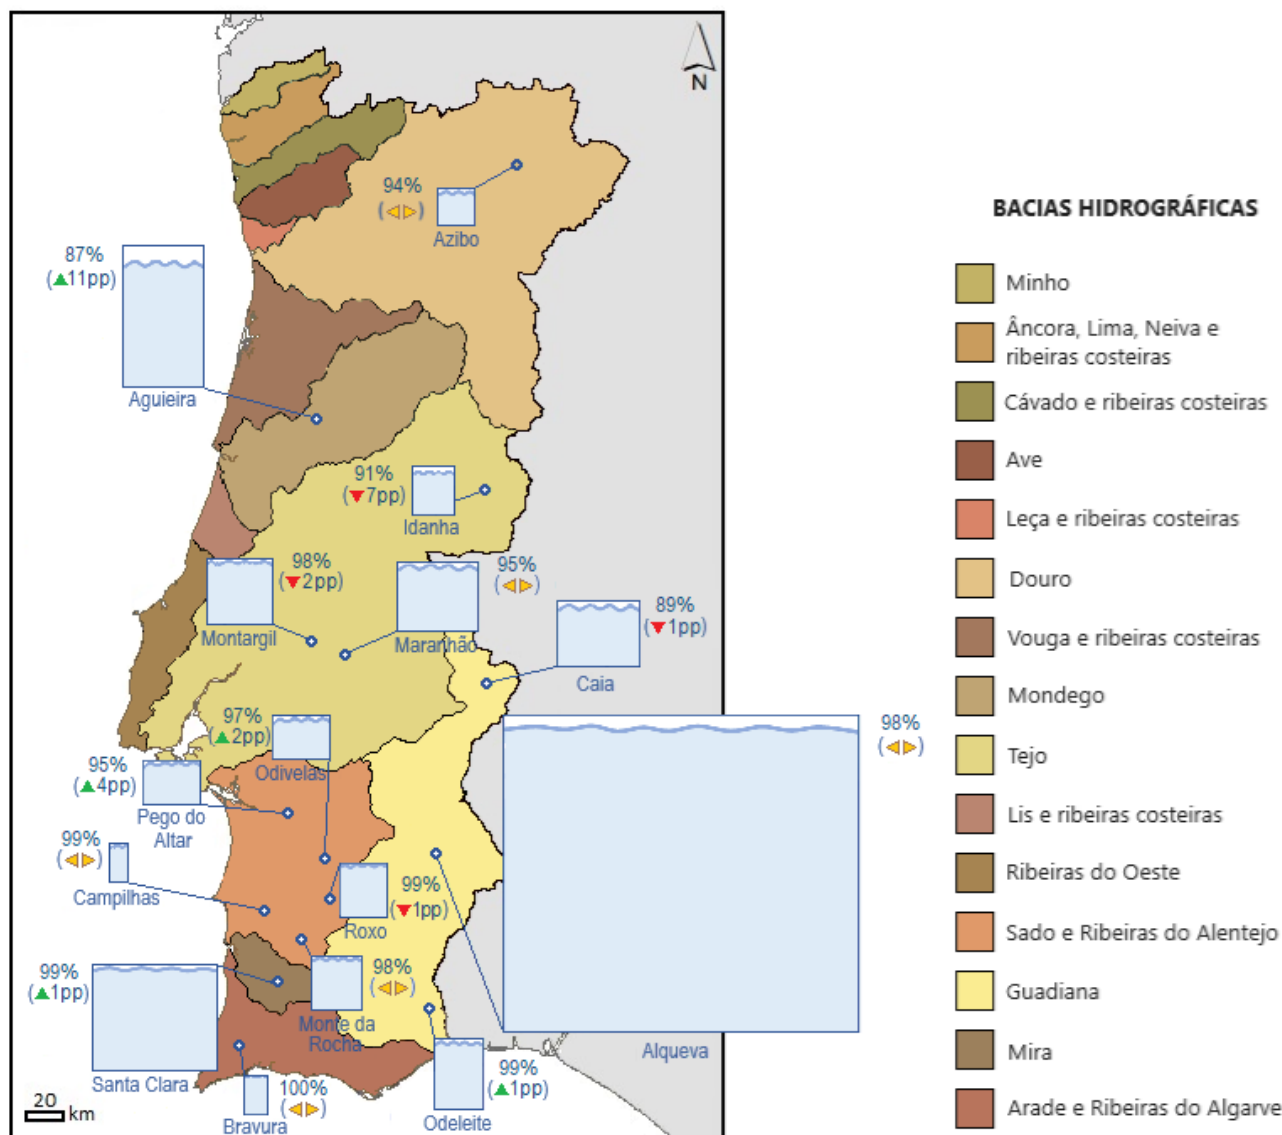 N
94%
(◄►)
Azibo
87%
(▲11pp)
Aguieira
91%
(▼7pp)
Idanha
98%
(▼2pp)
Montargil
95%
(◄►)
Maranhão
89%
(▼1pp)
Caia
97%
(▲2pp)
Odivelas
98%
(◄►)
Alqueva
95%
(▲4pp)
Pego do
Altar
99%
(◄►)
Campilhas
99%
(▼1pp)
Roxo
99%
(▲1pp)
Santa Clara
98%
(◄►)
Monte da
Rocha
100%
(◄►)
Bravura
99%
(▲1pp)
Odeleite
20
km
BACIAS HIDROGRÁFICAS
Minho
Âncora, Lima, Neiva e
ribeiras costeiras
Cávado e ribeiras costeiras
Ave
Leça e ribeiras costeiras
Douro
Vouga e ribeiras costeiras
Mondego
Tejo
Lis e ribeiras costeiras
Ribeiras do Oeste
Sado e Ribeiras do Alentejo
Guadiana
Mira
Arade e Ribeiras do Algarve